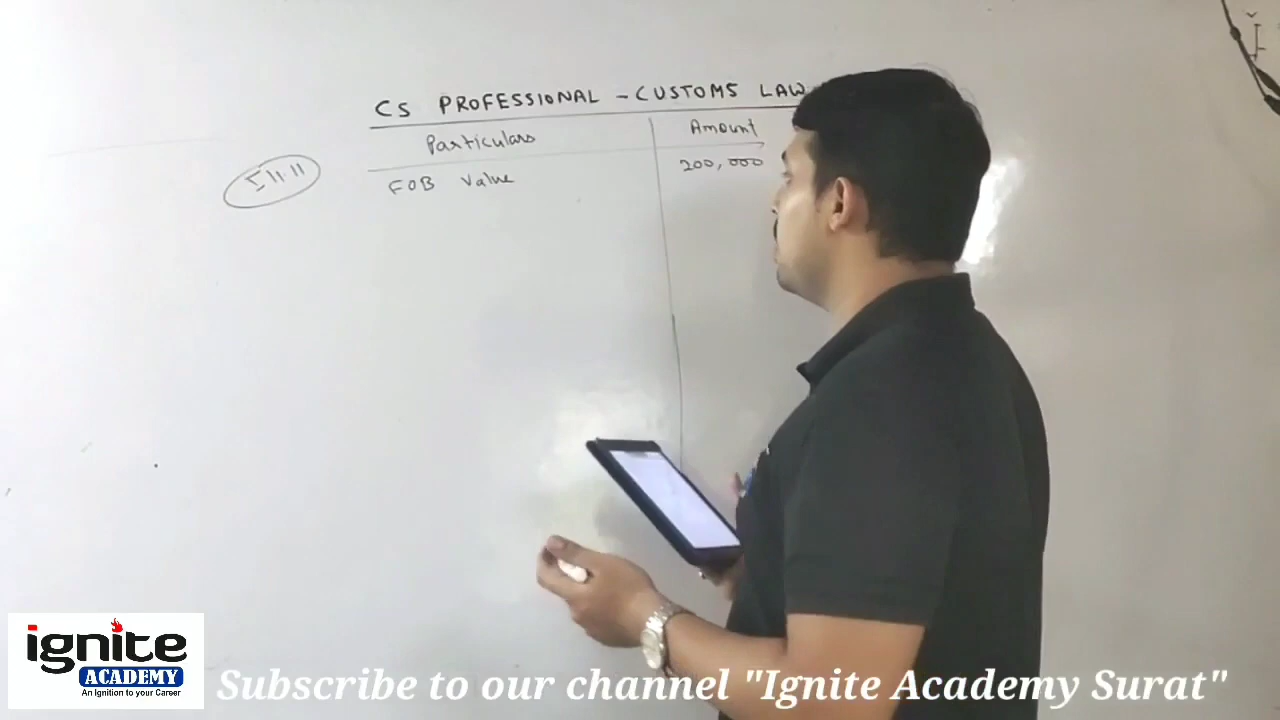 CS PROFESSIONAL - CUSTOMS LAW
Particulars Amount
FOB Value 200,000
ignite
ACADEMY
An Ignition to your Career
Subscribe to our channel "Ignite Academy Surat"